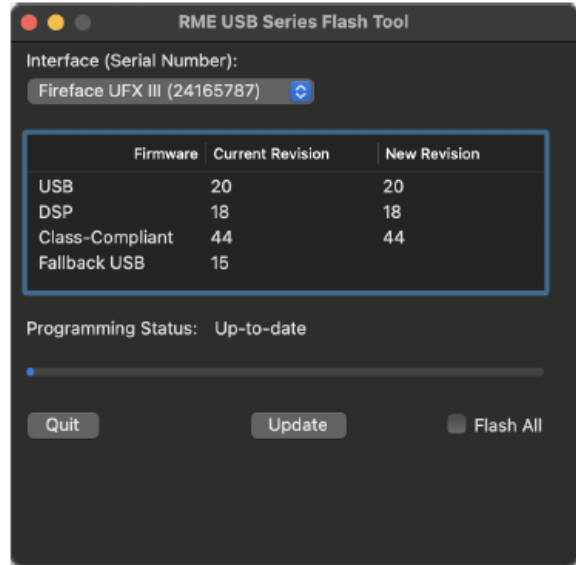 RME USB Series Flash Tool
Interface (Serial Number):
Fireface UFX III (24165787)
Firmware Current Revision New Revision
USB 20 20
DSP 18 18
Class-Compliant 44 44
Fallback USB 15
Programming Status: Up-to-date
Quit Update Flash All